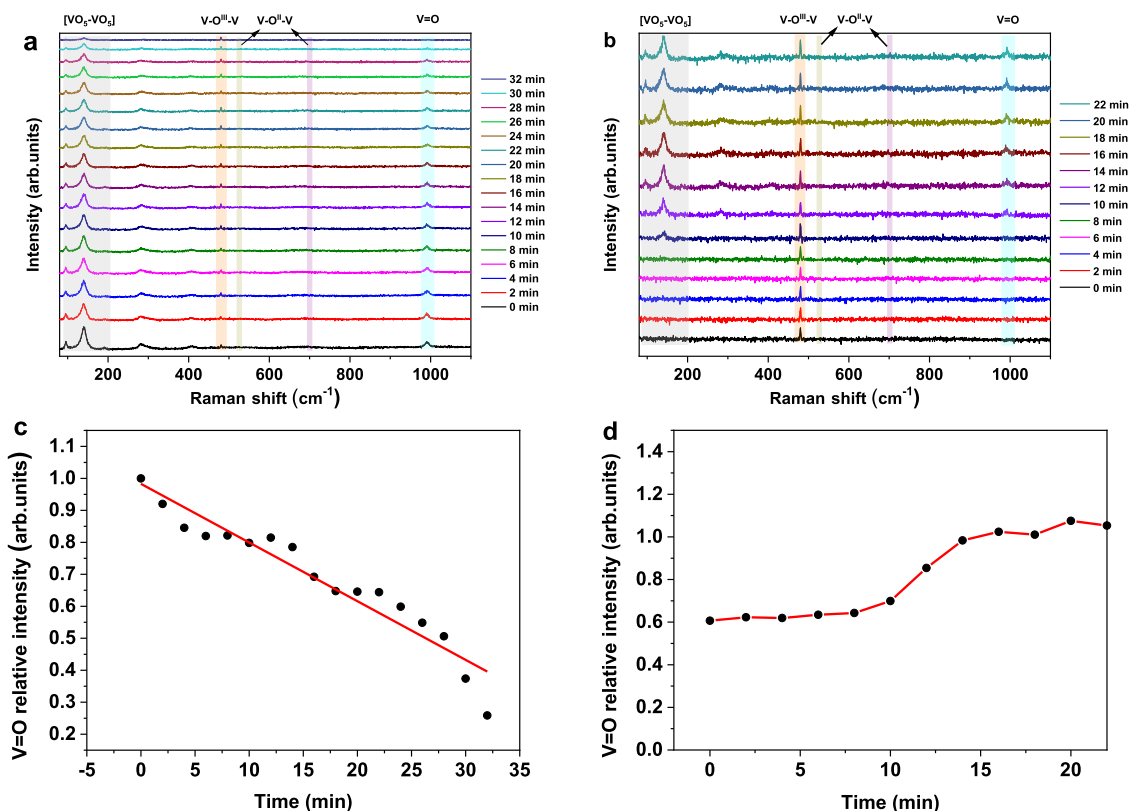 [VO₅-VO₅] V-Oᴵᴵᴵ-V V-Oᴵᴵ-V V=O
a
Intensity (arb.units)
32 min
30 min
28 min
26 min
24 min
22 min
20 min
18 min
16 min
14 min
12 min
10 min
8 min
6 min
4 min
2 min
0 min
200 400 600 800 1000
Raman shift (cm⁻¹)
[VO₅-VO₅] V-Oᴵᴵᴵ-V V-Oᴵᴵ-V V=O
b
Intensity (arb.units)
22 min
20 min
18 min
16 min
14 min
12 min
10 min
8 min
6 min
4 min
2 min
0 min
200 400 600 800 1000
Raman shift (cm⁻¹)
c
V=O relative intensity (arb.units)
1.1
1.0
0.9
0.8
0.7
0.6
0.5
0.4
0.3
0.2
-5 0 5 10 15 20 25 30 35
Time (min)
d
V=O relative intensity (arb.units)
1.4
1.2
1.0
0.8
0.6
0.4
0.2
0.0
0 5 10 15 20
Time (min)